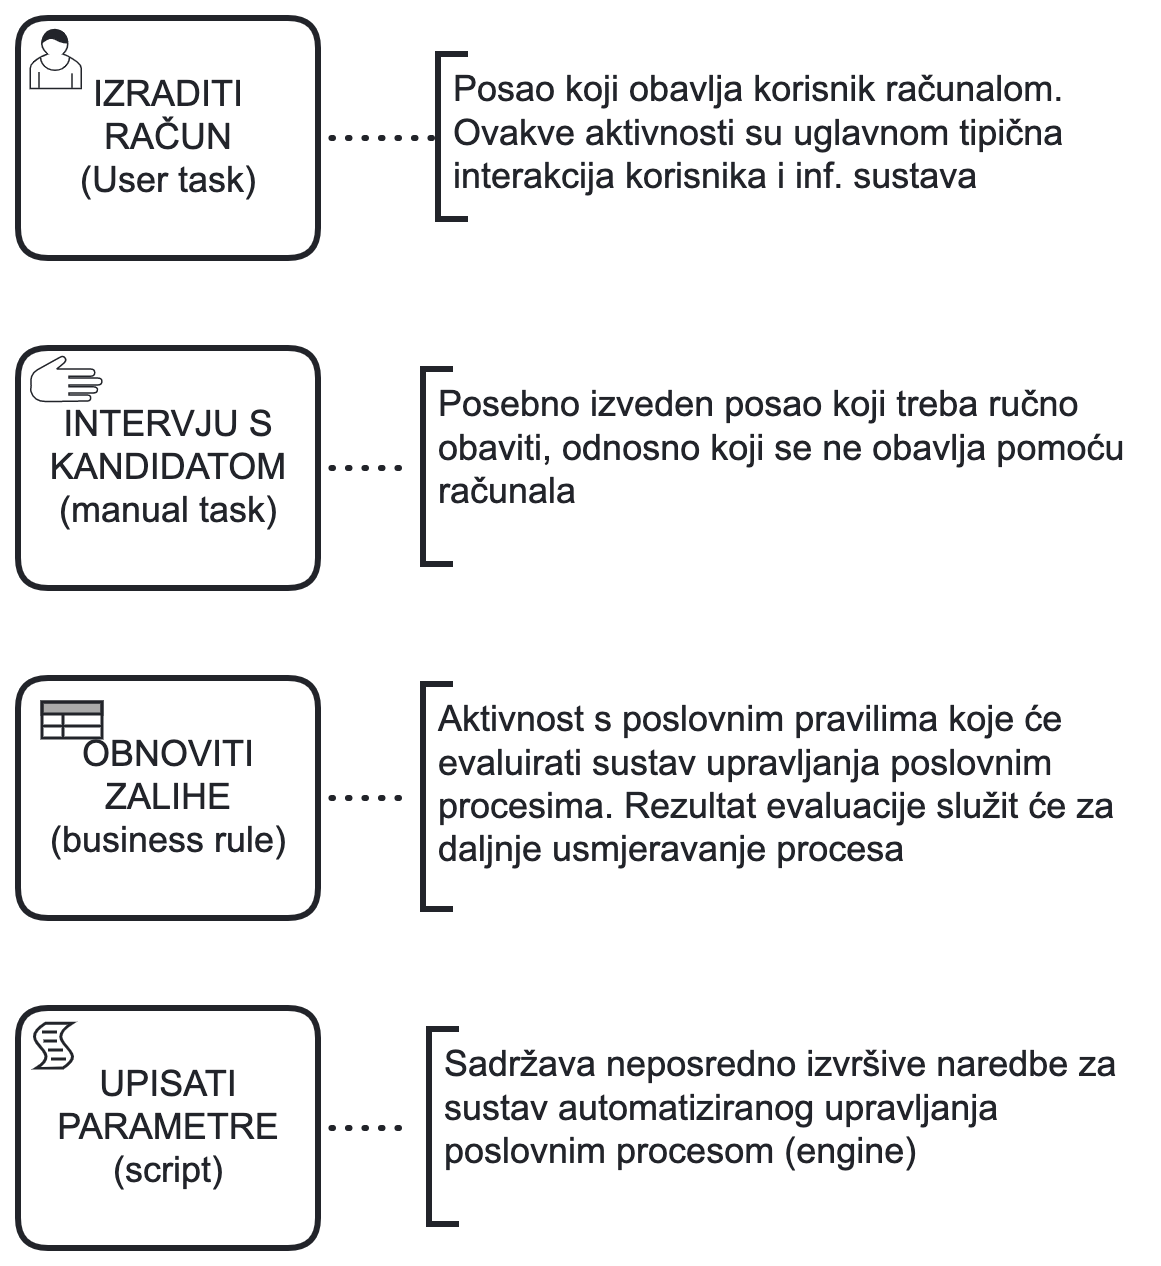 IZRADITI
RAČUN
(User task)
Posao koji obavlja korisnik računalom.
Ovakve aktivnosti su uglavnom tipična
interakcija korisnika i inf. sustava
INTERVJU S
KANDIDATOM
(manual task)
Posebno izveden posao koji treba ručno
obaviti, odnosno koji se ne obavlja pomoću
računala
OBNOVITI
ZALIHE
(business rule)
Aktivnost s poslovnim pravilima koje će
evaluirati sustav upravljanja poslovnim
procesima. Rezultat evaluacije služit će za
daljnje usmjeravanje procesa
UPISATI
PARAMETRE
(script)
Sadržava neposredno izvršive naredbe za
sustav automatiziranog upravljanja
poslovnim procesom (engine)